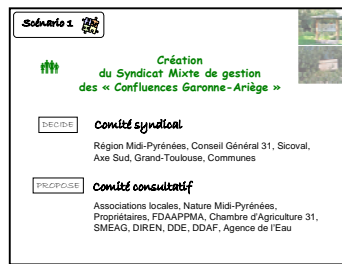 Scénario 1
Création
du Syndicat Mixte de gestion
des « Confluences Garonne-Ariège »
DECIDE
Comité syndical
Région Midi-Pyrénées, Conseil Général 31, Sicoval,
Axe Sud, Grand-Toulouse, Communes
PROPOSE
Comité consultatif
Associations locales, Nature Midi-Pyrénées,
Propriétaires, FDAAPPMA, Chambre d'Agriculture 31,
SMEAG, DIREN, DDE, DDAF, Agence de l'Eau